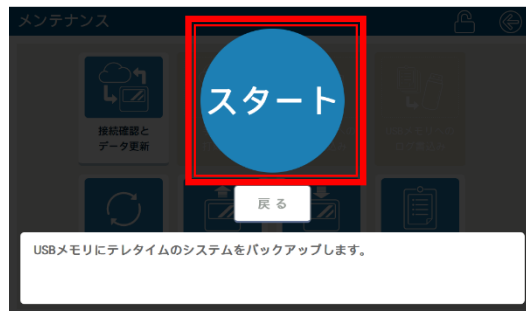 メンテナンス
スタート
接続確認と
データ更新
戻る
USBメモリにテレタイムのシステムをバックアップします。